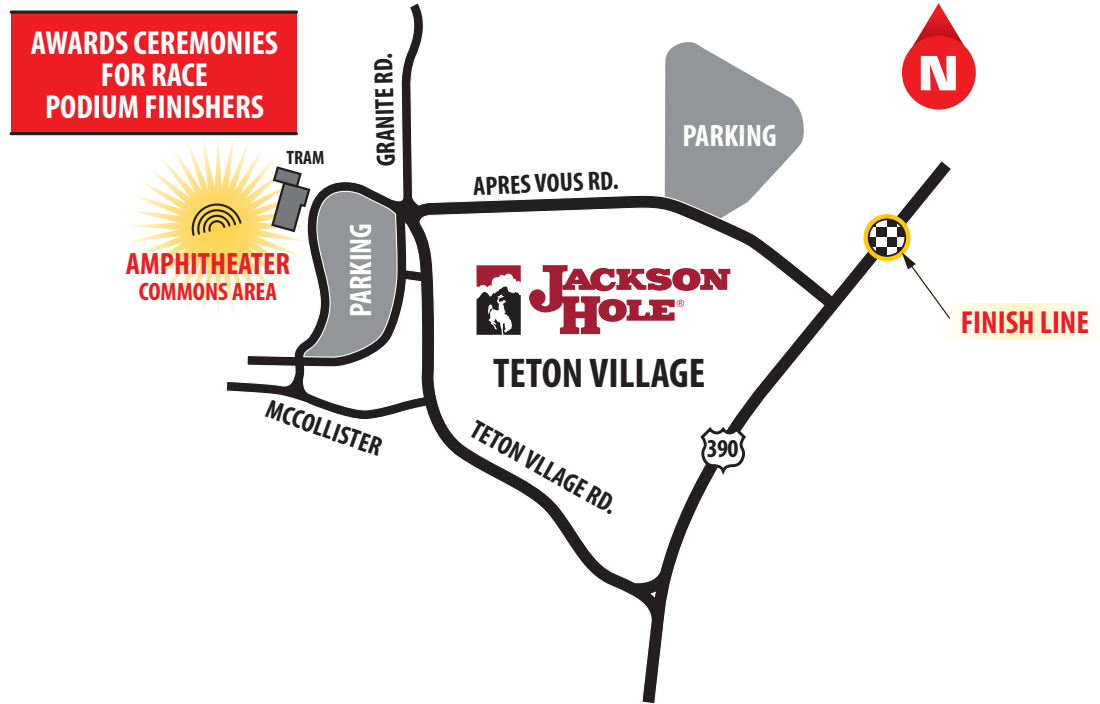 AWARDS CEREMONIES
FOR RACE
PODIUM FINISHERS
N
GRANITE RD.
PARKING
TRAM
APRES VOUS RD.
AMPHITHEATER
COMMONS AREA
PARKING
JACKSON
HOLE®
FINISH LINE
TETON VILLAGE
MCCOLLISTER
TETON VLLAGE RD.
390